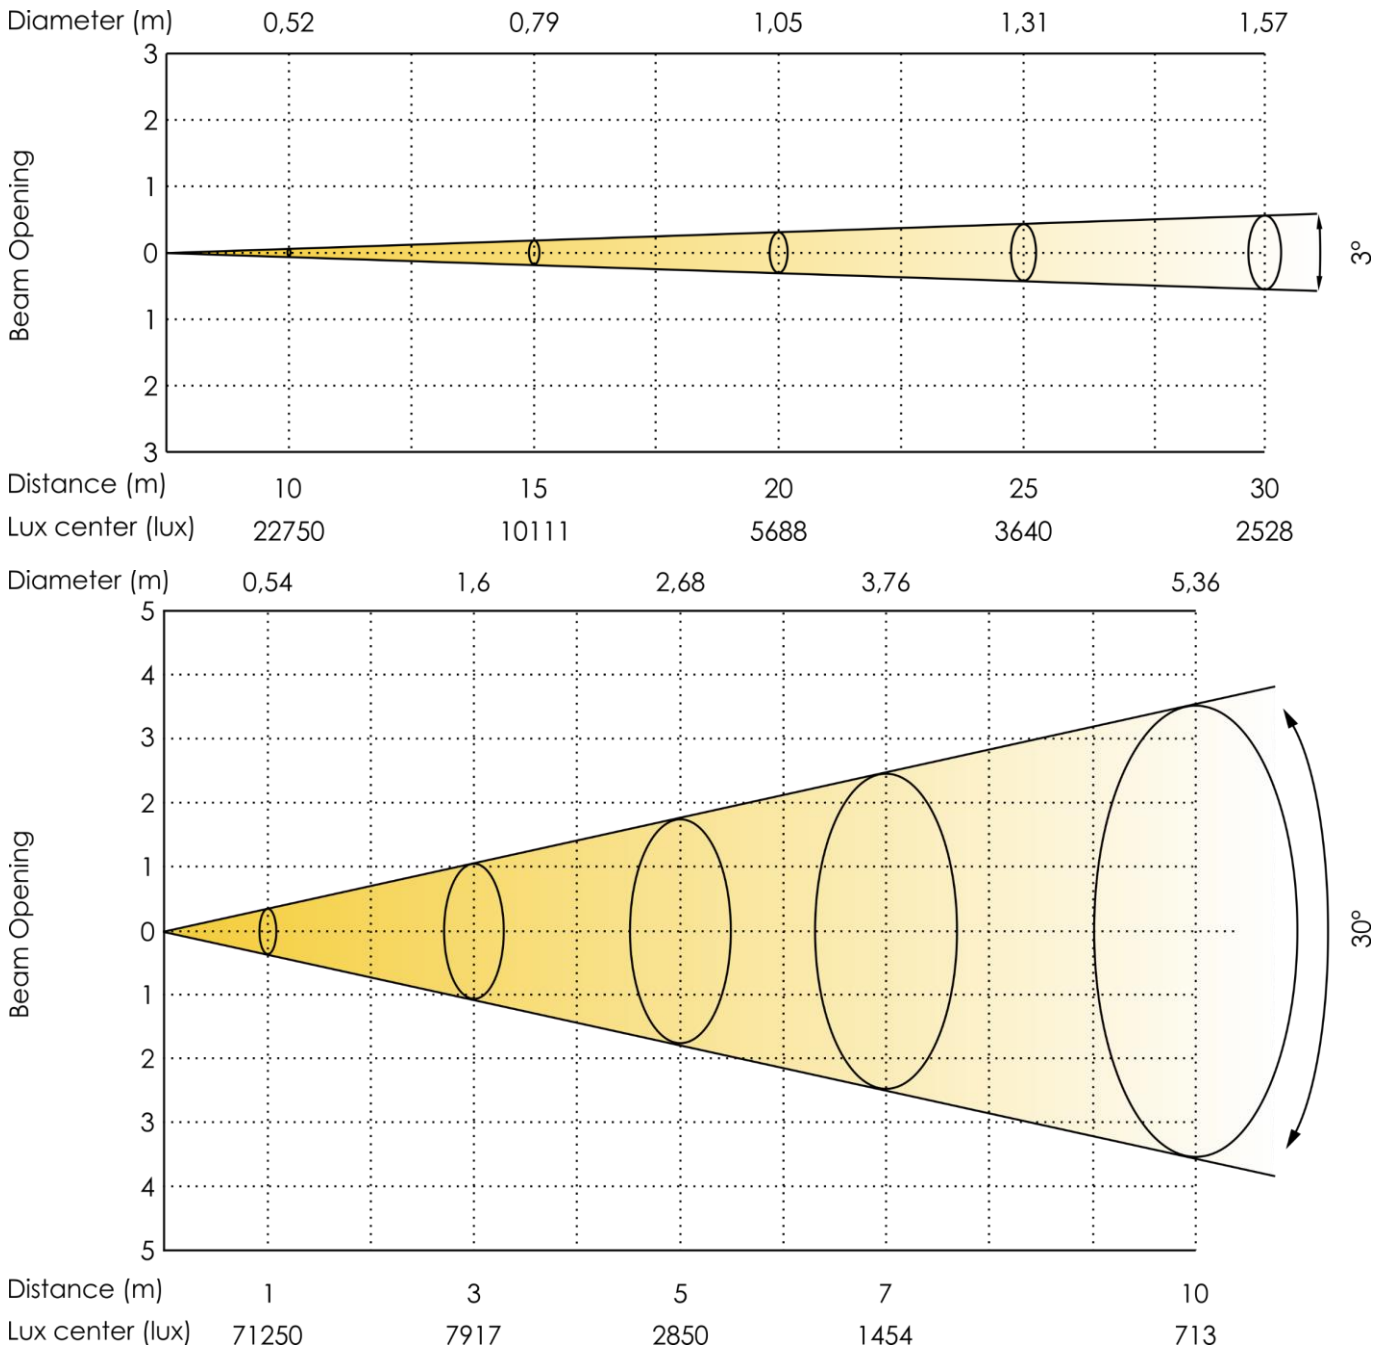 Diameter (m) 0,52 0,79 1,05 1,31 1,57
3
2
1
0
1
2
3
Beam Opening
3º
Distance (m) 10 15 20 25 30
Lux center (lux) 22750 10111 5688 3640 2528
Diameter (m) 0,54 1,6 2,68 3,76 5,36
5
4
3
2
1
0
1
2
3
4
5
Beam Opening
30º
Distance (m) 1 3 5 7 10
Lux center (lux) 71250 7917 2850 1454 713